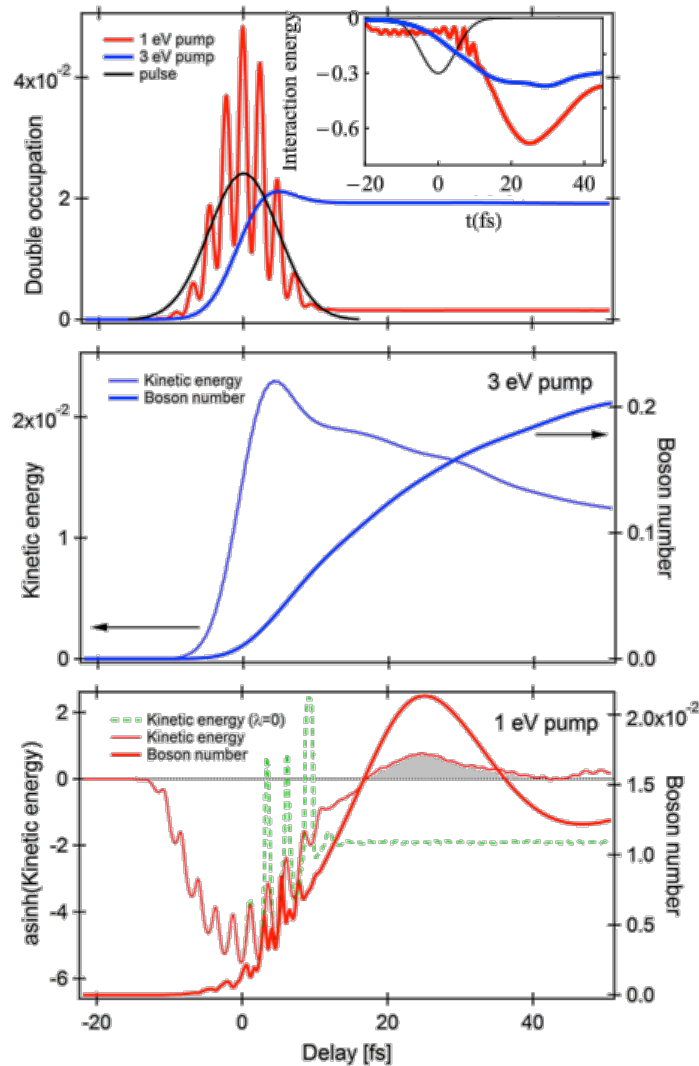 1 eV pump
3 eV pump
pulse
4x10⁻²
2
0
Double occupation
Interaction energy
0
−0.3
−0.6
−20 0 20 40
t(fs)
Kinetic energy
Boson number
3 eV pump
2x10⁻²
1
0
Kinetic energy
0.2
0.1
0.0
Boson number
Kinetic energy (λ=0)
Kinetic energy
Boson number
1 eV pump
2
0
-2
-4
-6
asinh(Kinetic energy)
2.0x10⁻²
1.5
1.0
0.5
0.0
Boson number
-20 0 20 40
Delay [fs]